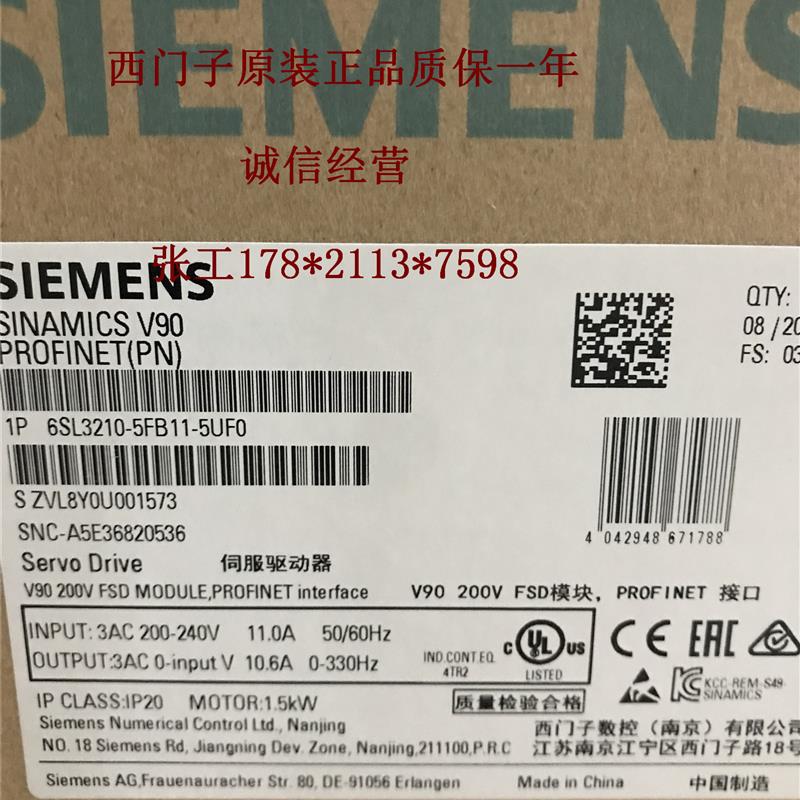 SIEMENS
西门子原装正品质保一年
诚信经营
张工178*2113*7598
SIEMENS
SINAMICS V90
PROFINET(PN)
QTY:
08 /20
FS: 03
1P 6SL3210-5FB11-5UF0
S ZVL8Y0U001573
SNC-A5E36820536
4 042948 671788
Servo Drive 伺服驱动器
V90 200V FSD MODULE,PROFINET interface V90 200V FSD模块, PROFINET 接口
INPUT: 3AC 200-240V 11.0A 50/60Hz
OUTPUT:3AC 0-input V 10.6A 0-330Hz
IND.CONT.EQ.
4TR2
c UL us
LISTED
CE EAC
IP CLASS:IP20 MOTOR:1.5kW
质量检验合格
KCC-REM-S49
SINAMICS
Siemens Numerical Control Ltd., Nanjing 西门子数控（南京）有限公司
NO. 18 Siemens Rd, Jiangning Dev. Zone, Nanjing,211100,P.R.C 江苏南京江宁区西门子路18号
Siemens AG,Frauenauracher Str. 80, DE-91056 Erlangen Made in China 中国制造